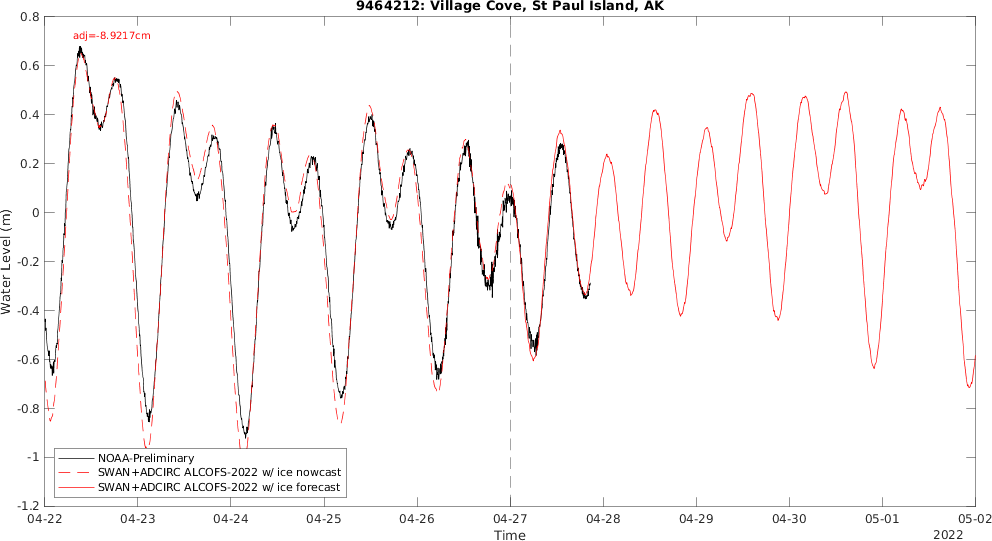 9464212: Village Cove, St Paul Island, AK
adj=-8.9217cm
0.8
0.6
0.4
0.2
0
-0.2
-0.4
-0.6
-0.8
-1
-1.2
Water Level (m)
NOAA-Preliminary
SWAN+ADCIRC ALCOFS-2022 w/ ice nowcast
SWAN+ADCIRC ALCOFS-2022 w/ ice forecast
04-22 04-23 04-24 04-25 04-26 04-27 04-28 04-29 04-30 05-01 05-02
Time
2022